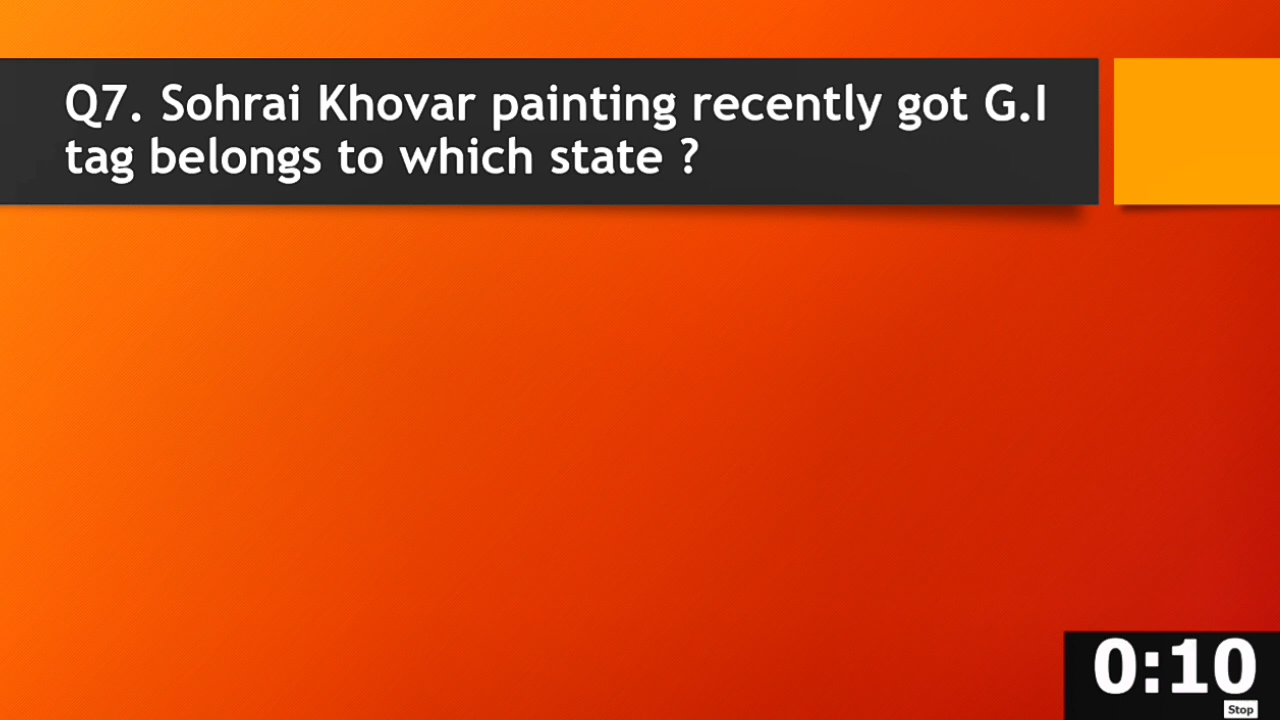 Q7. Sohrai Khovar painting recently got G.I
tag belongs to which state ?
0:10
Stop